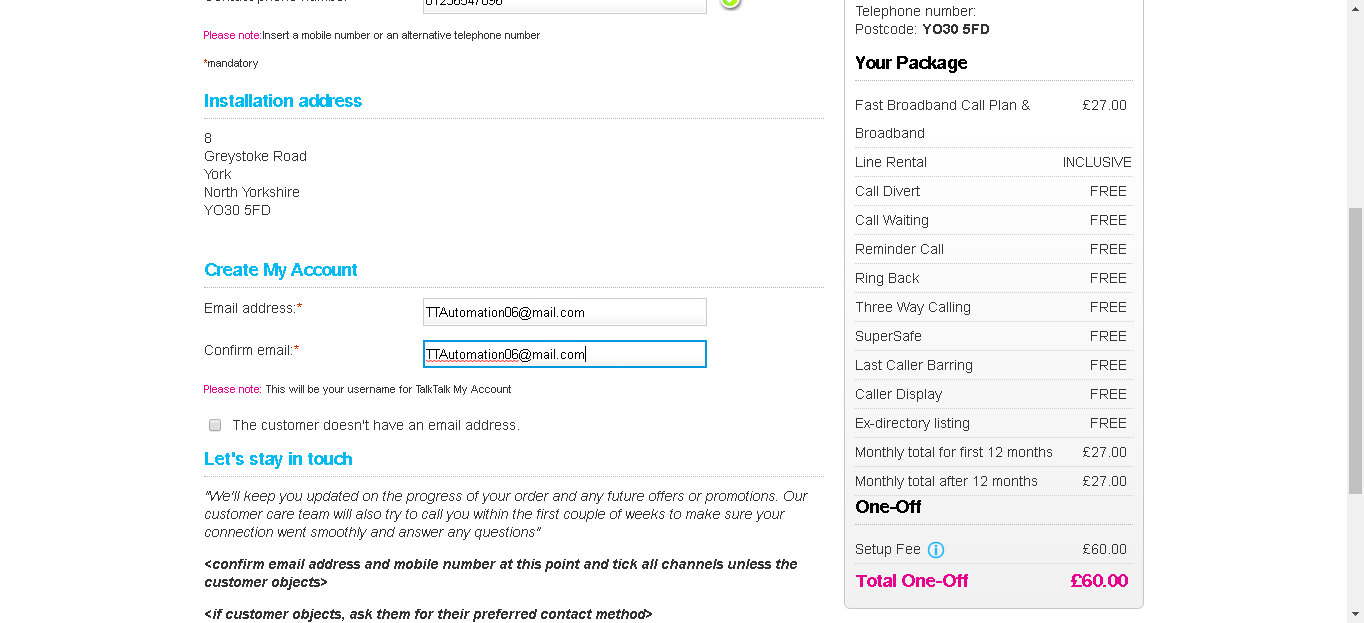 01256547896
Please note:Insert a mobile number or an alternative telephone number
*mandatory
Installation address
8
Greystoke Road
York
North Yorkshire
YO30 5FD
Create My Account
Email address:*
TTAutomation06@mail.com
Confirm email:*
TTAutomation06@mail.com
Please note: This will be your username for TalkTalk My Account
The customer doesn't have an email address.
Let's stay in touch
"We'll keep you updated on the progress of your order and any future offers or promotions. Our
customer care team will also try to call you within the first couple of weeks to make sure your
connection went smoothly and answer any questions"
<confirm email address and mobile number at this point and tick all channels unless the
customer objects>
<if customer objects, ask them for their preferred contact method>
Telephone number:
Postcode: YO30 5FD
Your Package
Fast Broadband Call Plan & £27.00
Broadband
Line Rental INCLUSIVE
Call Divert FREE
Call Waiting FREE
Reminder Call FREE
Ring Back FREE
Three Way Calling FREE
SuperSafe FREE
Last Caller Barring FREE
Caller Display FREE
Ex-directory listing FREE
Monthly total for first 12 months £27.00
Monthly total after 12 months £27.00
One-Off
Setup Fee i £60.00
Total One-Off £60.00